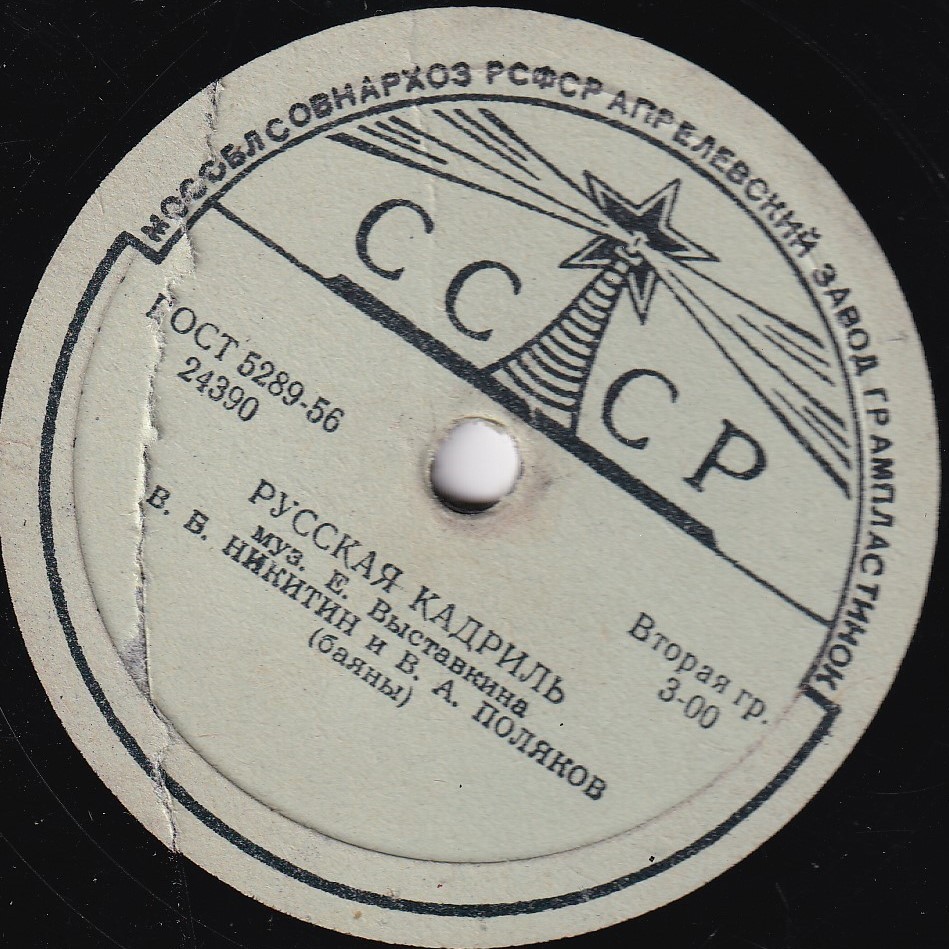 МОСОБЛСОВНАРХОЗ РСФСР АПРЕЛЕВСКИЙ ЗАВОД ГРАМПЛАСТИНОК
СССР
ГОСТ 5289-56
24390
Вторая гр.
3-00
РУССКАЯ КАДРИЛЬ
муз. Е. Выставкина
В. Б. НИКИТИН и В. А. ПОЛЯКОВ
(баяны)